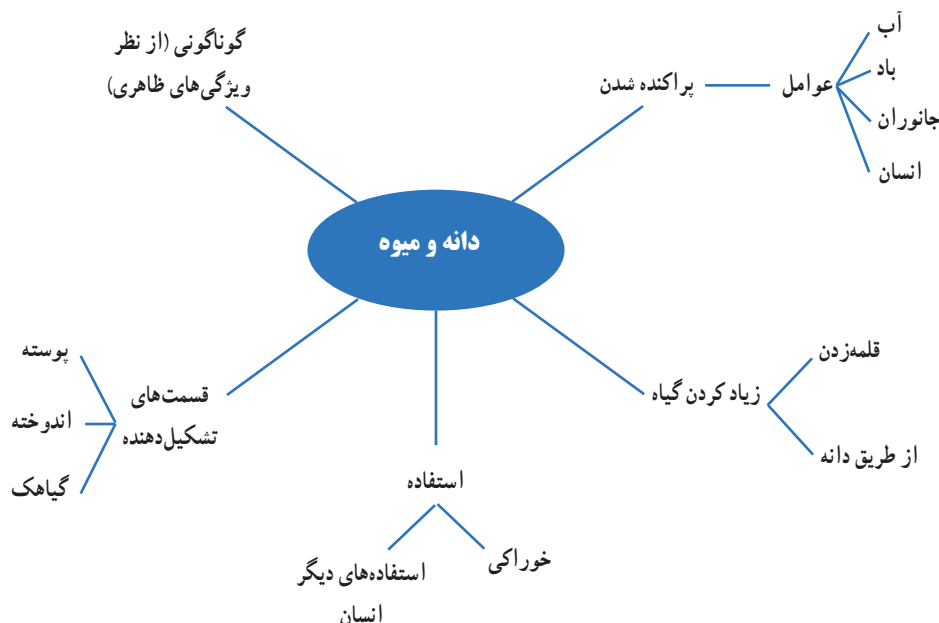 دانه و میوه
پراکنده شدن
عوامل
آب
باد
جانوران
انسان
گوناگونی (از نظر
ویژگی‌های ظاهری)
زیاد کردن گیاه
قلمه‌زدن
از طریق دانه
استفاده
خوراکی
استفاده‌های دیگر
انسان
قسمت‌های
تشکیل‌دهنده
پوسته
اندوخته
گیاهک